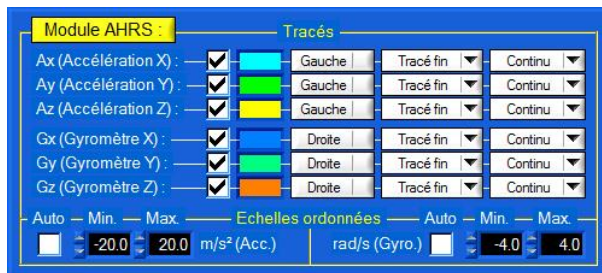 Module AHRS :
Tracés
Ax (Accélération X) : Gauche Tracé fin Continu
Ay (Accélération Y) : Gauche Tracé fin Continu
Az (Accélération Z) : Gauche Tracé fin Continu
Gx (Gyromètre X) : Droite Tracé fin Continu
Gy (Gyromètre Y) : Droite Tracé fin Continu
Gz (Gyromètre Z) : Droite Tracé fin Continu
Auto Min. Max. Echelles ordonnées Auto Min. Max.
-20.0 20.0 m/s² (Acc.) rad/s (Gyro.) -4.0 4.0